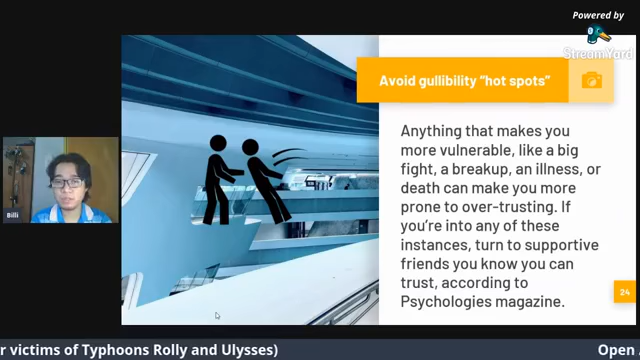 Powered by
StreamYard
Avoid gullibility “hot spots”
Anything that makes you
more vulnerable, like a big
fight, a breakup, an illness, or
death can make you more
prone to over-trusting. If
you’re into any of these
instances, turn to supportive
friends you know you can
trust, according to
Psychologies magazine.
24
Billi
r victims of Typhoons Rolly and Ulysses)
Open